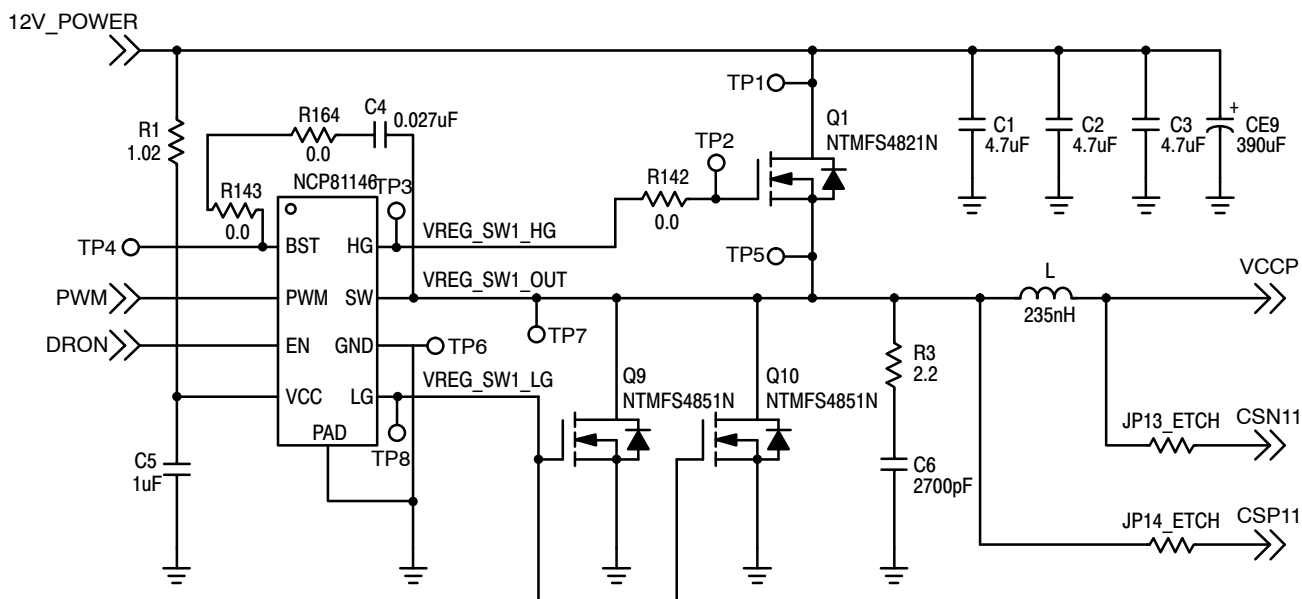 12V_POWER
TP1
R164
C4
0.027uF
0.0
R1
1.02
Q1
NTMFS4821N
C1
4.7uF
C2
4.7uF
C3
4.7uF
+
CE9
390uF
TP2
R143
0.0
NCP81146
TP3
R142
0.0
TP4
BST
HG
VREG_SW1_HG
TP5
PWM
PWM
SW
VREG_SW1_OUT
L
235nH
VCCP
TP7
DRON
EN
GND
TP6
R3
2.2
VCC
LG
VREG_SW1_LG
Q9
NTMFS4851N
Q10
NTMFS4851N
PAD
TP8
JP13_ETCH
CSN11
C5
1uF
C6
2700pF
JP14_ETCH
CSP11